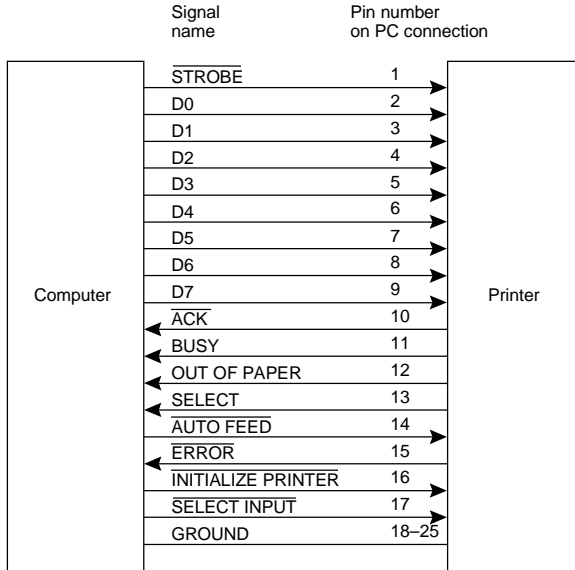 Signal name Pin number on PC connection
STROBE 1
D0 2
D1 3
D2 4
D3 5
D4 6
D5 7
D6 8
D7 9
Computer Printer
ACK 10
BUSY 11
OUT OF PAPER 12
SELECT 13
AUTO FEED 14
ERROR 15
INITIALIZE PRINTER 16
SELECT INPUT 17
GROUND 18–25